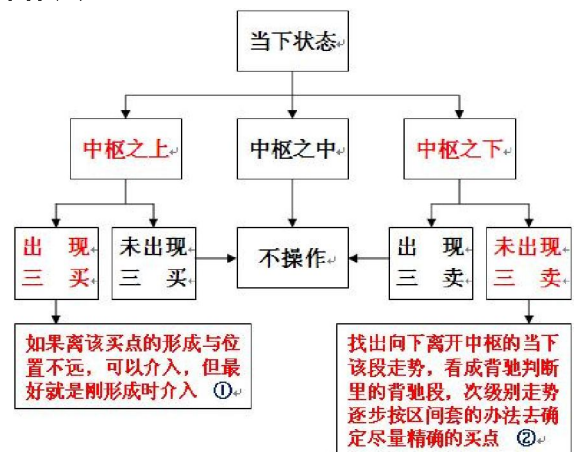 当下状态
中枢之上
中枢之中
中枢之下
出 现
三 买
未出现
三 买
不操作
出 现
三 卖
未出现
三 卖
如果离该买点的形成与位
置不远，可以介入，但最
好就是刚形成时介入 ①
找出向下离开中枢的当下
该段走势，看成背驰判断
里的背驰段，次级别走势
逐步按区间套的办法去确
定尽量精确的买点 ②